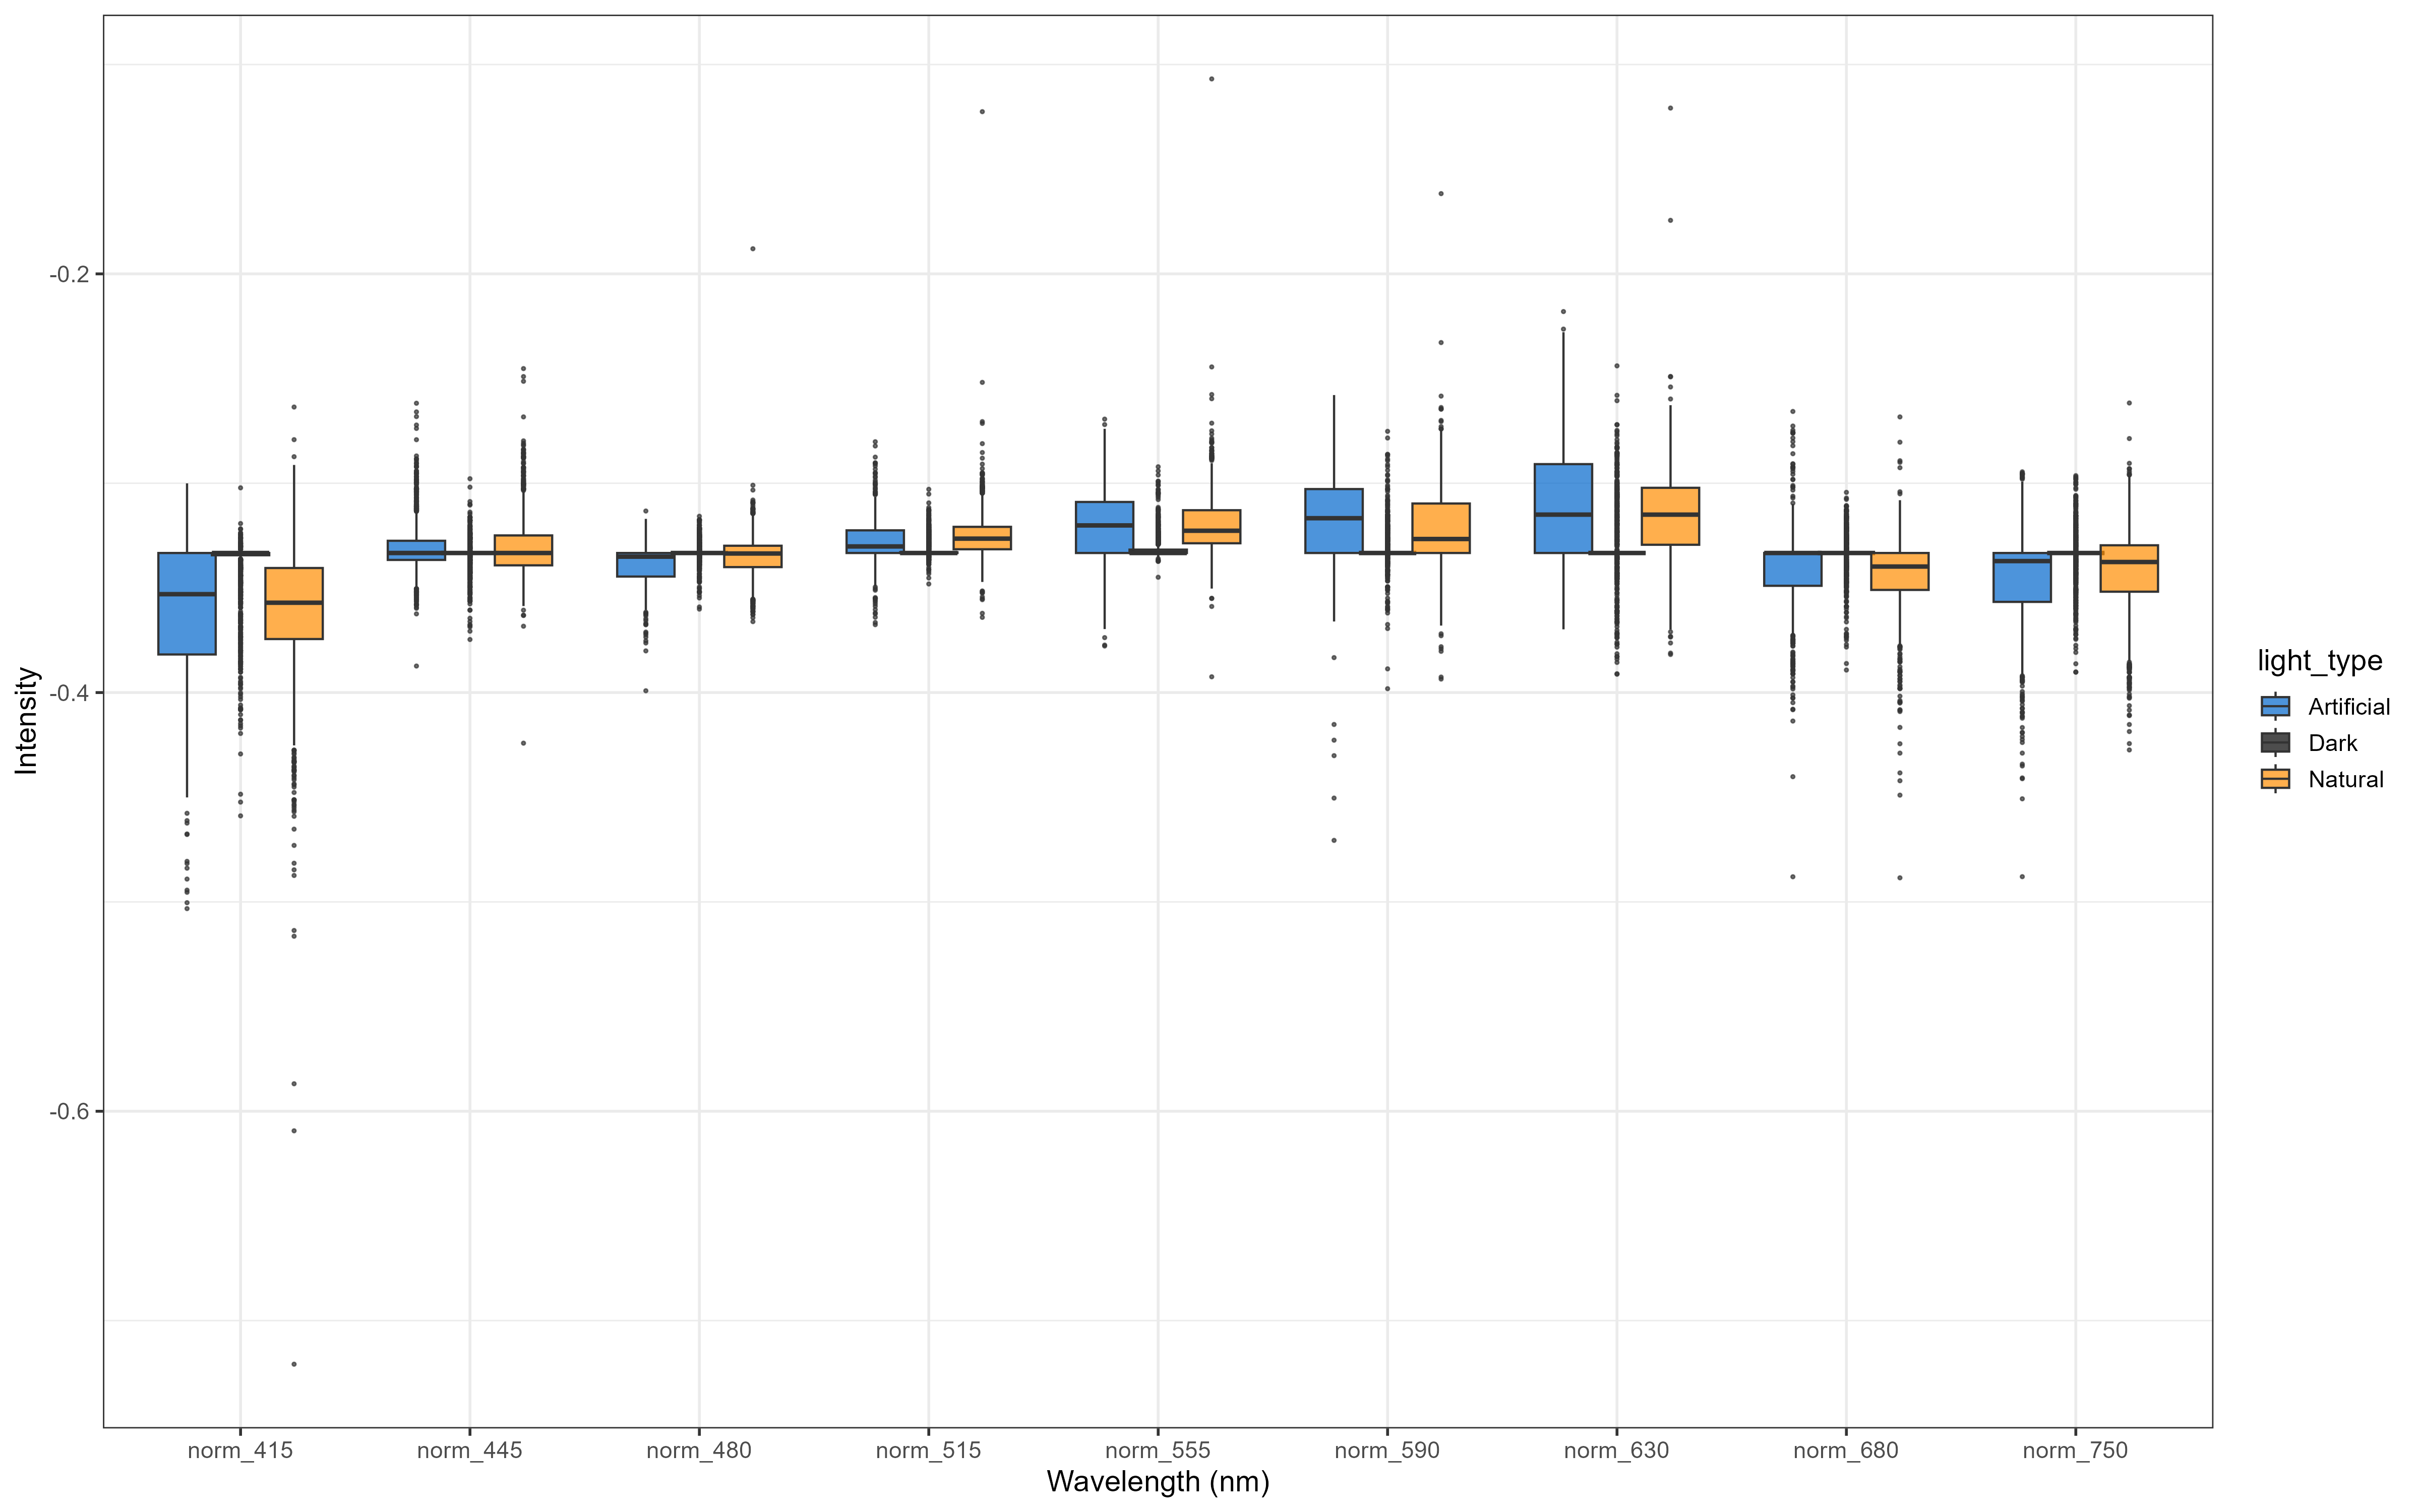 Intensity
-0.2
-0.4
-0.6
norm_415
norm_445
norm_480
norm_515
norm_555
norm_590
norm_630
norm_680
norm_750
Wavelength (nm)
light_type
Artificial
Dark
Natural